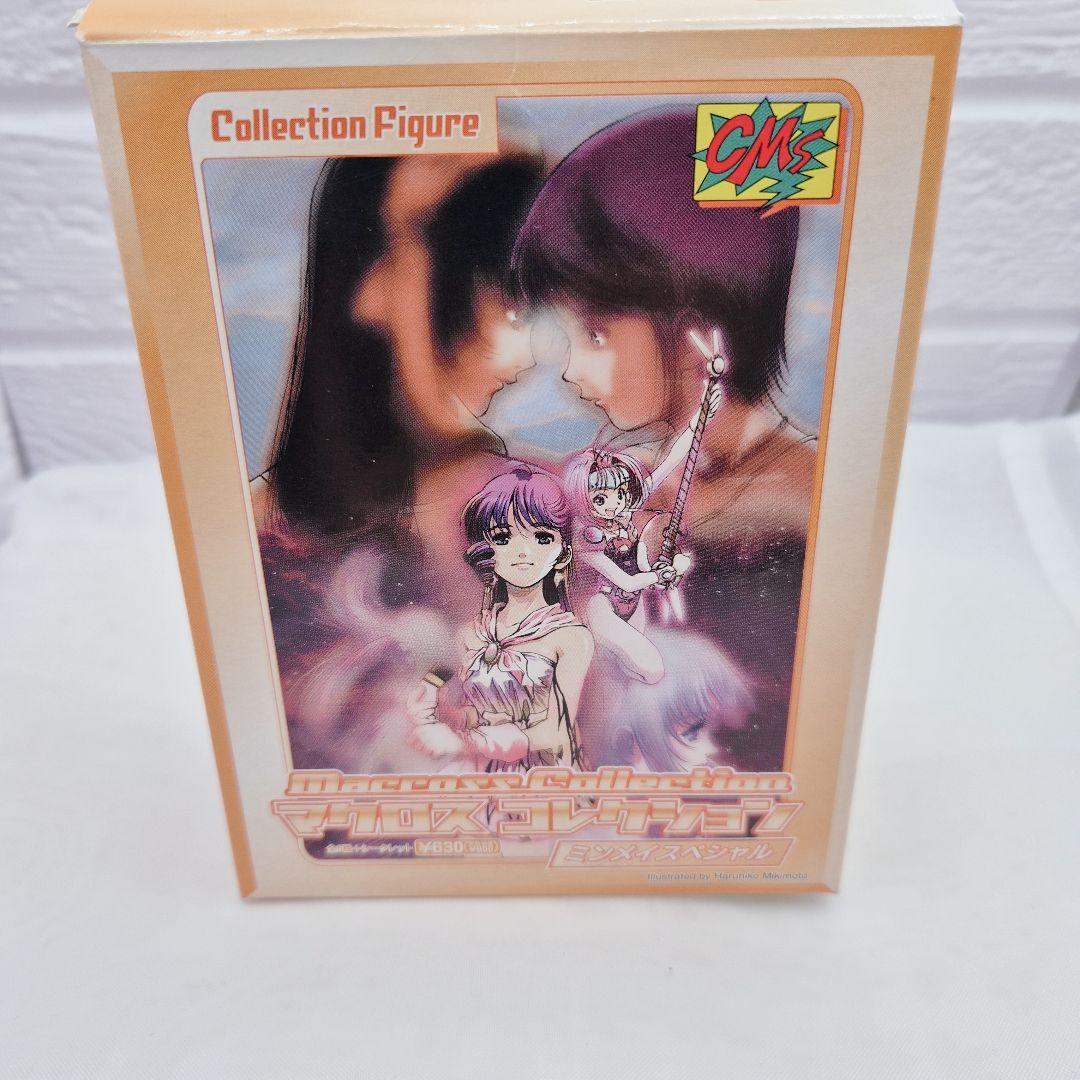 Collection Figure
CM's
Macross Collection
マクロス コレクション
¥630
ミンメイスペシャル
Illustrated by Haruhiko Mikimoto